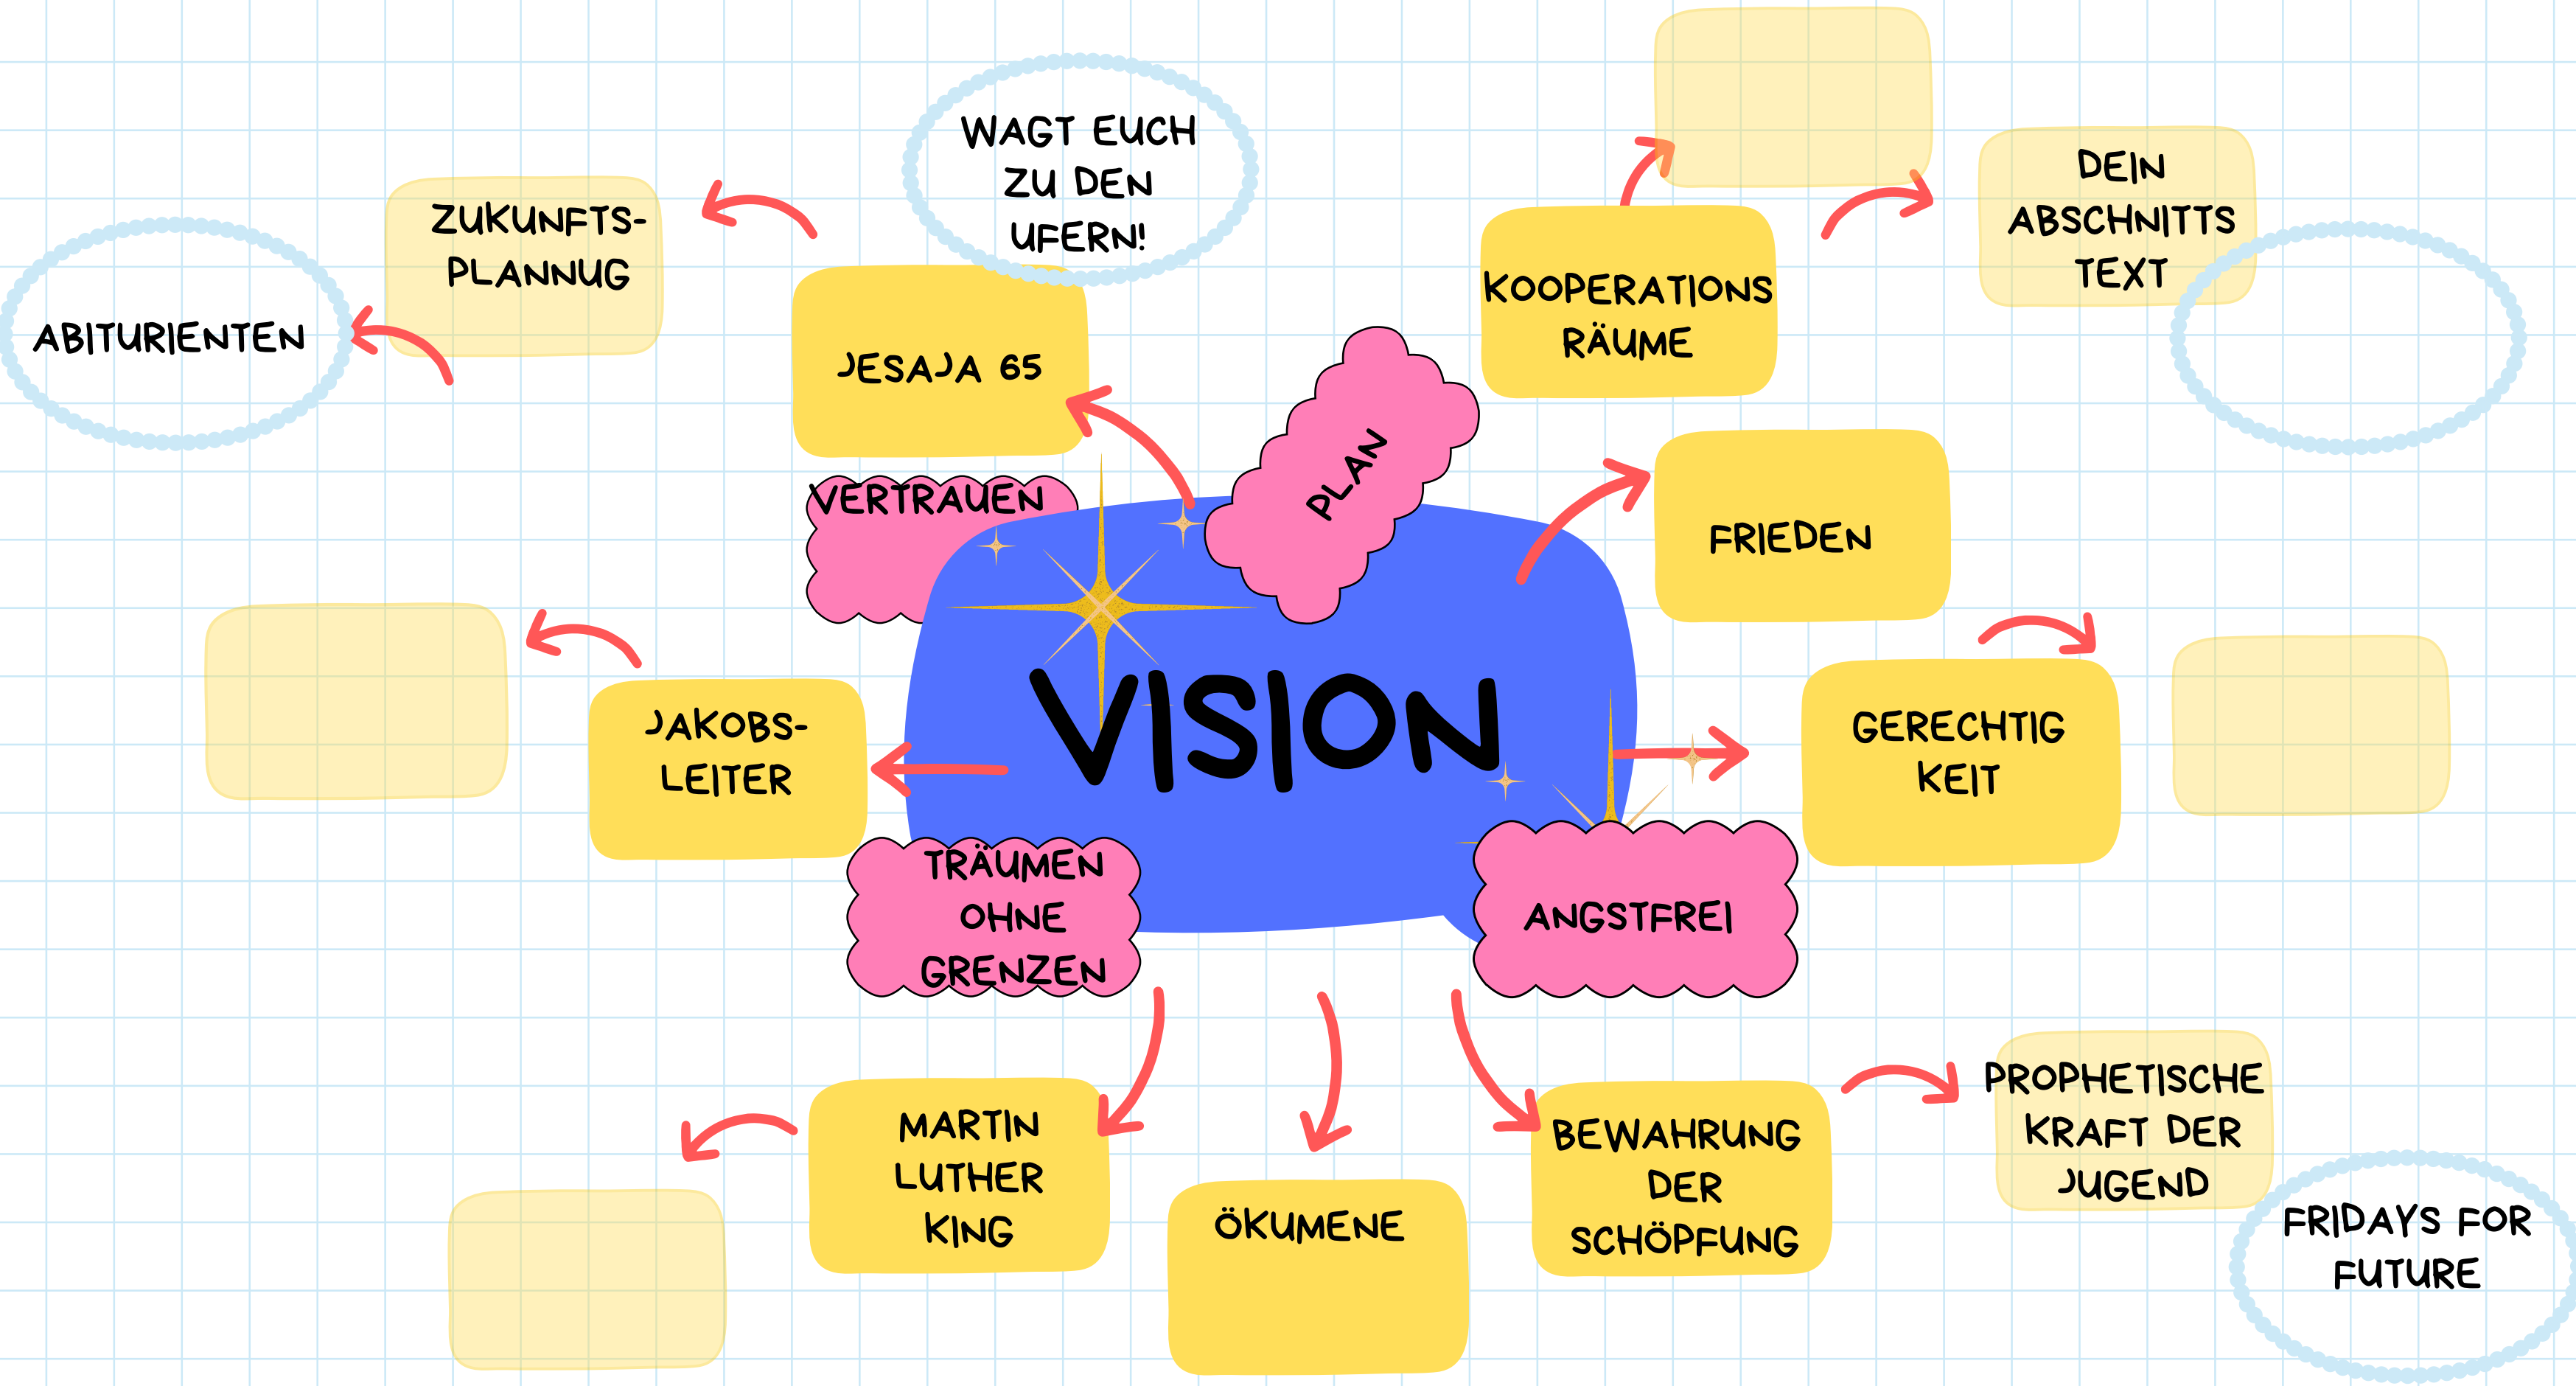 WAGT EUCH
ZU DEN
UFERN!
ZUKUNFTS-
PLANNUG
ABITURIENTEN
JESAJA 65
VERTRAUEN
PLAN
KOOPERATIONS
RÄUME
DEIN
ABSCHNITTS
TEXT
FRIEDEN
JAKOBS-
LEITER
VISION
GERECHTIG
KEIT
TRÄUMEN
OHNE
GRENZEN
ANGSTFREI
MARTIN
LUTHER
KING
ÖKUMENE
BEWAHRUNG
DER
SCHÖPFUNG
PROPHETISCHE
KRAFT DER
JUGEND
FRIDAYS FOR
FUTURE